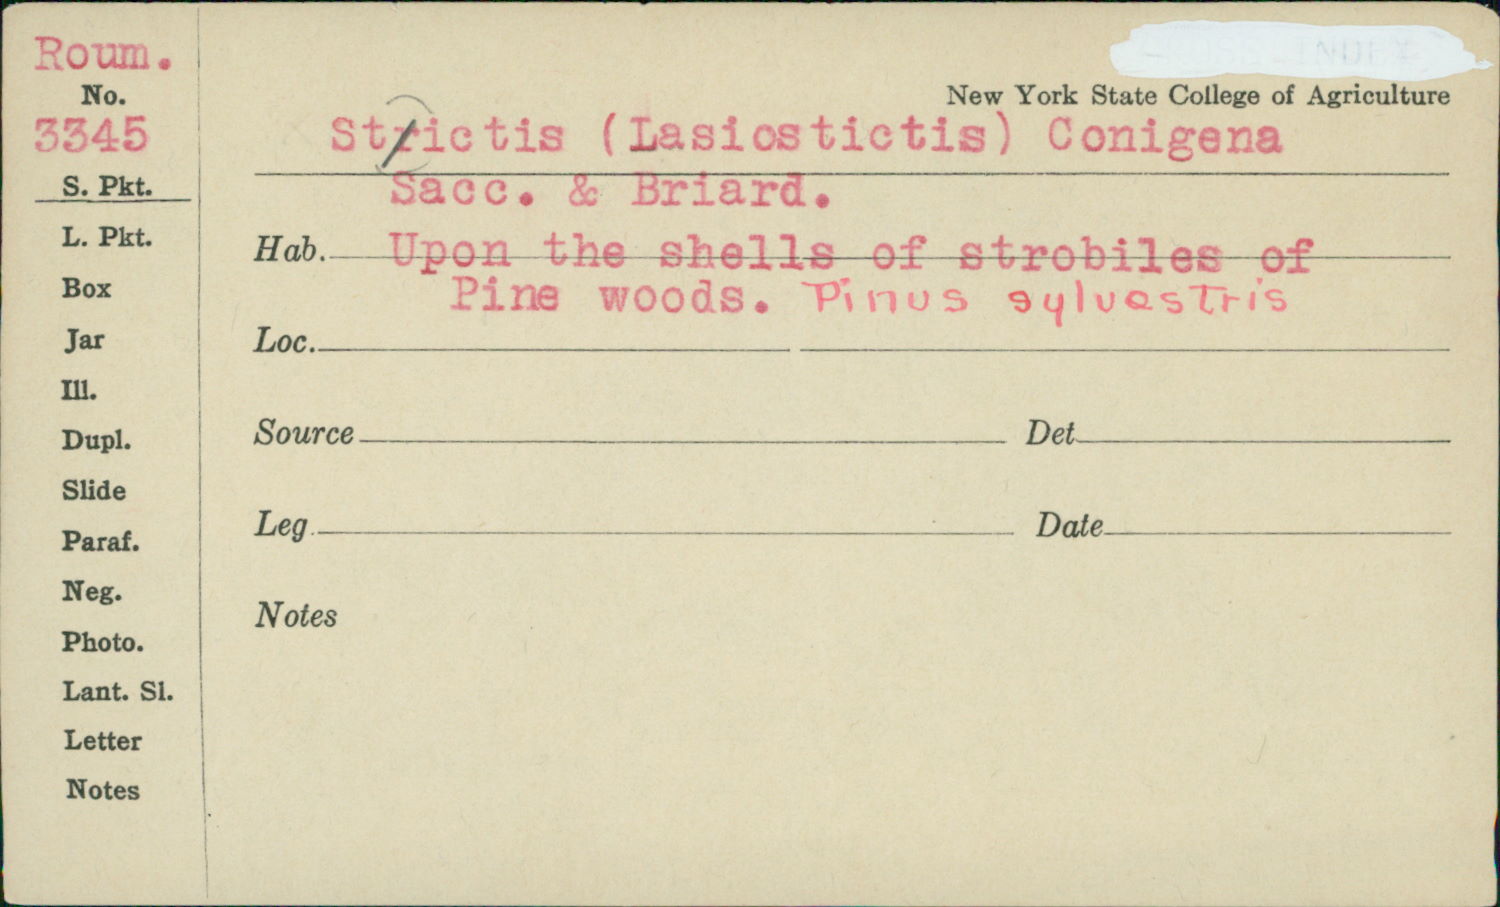 Roum.
No.
3345
S. Pkt.
L. Pkt.
Box
Jar
Ill.
Dupl.
Slide
Paraf.
Neg.
Photo.
Lant. Sl.
Letter
Notes
New York State College of Agriculture
Strictis (Lasiostictis) Conigena
Sacc. & Briard.
Hab. Upon the shells of strobiles of
Pine woods. Pinus sylvestris
Loc.
Source Det.
Leg. Date
Notes